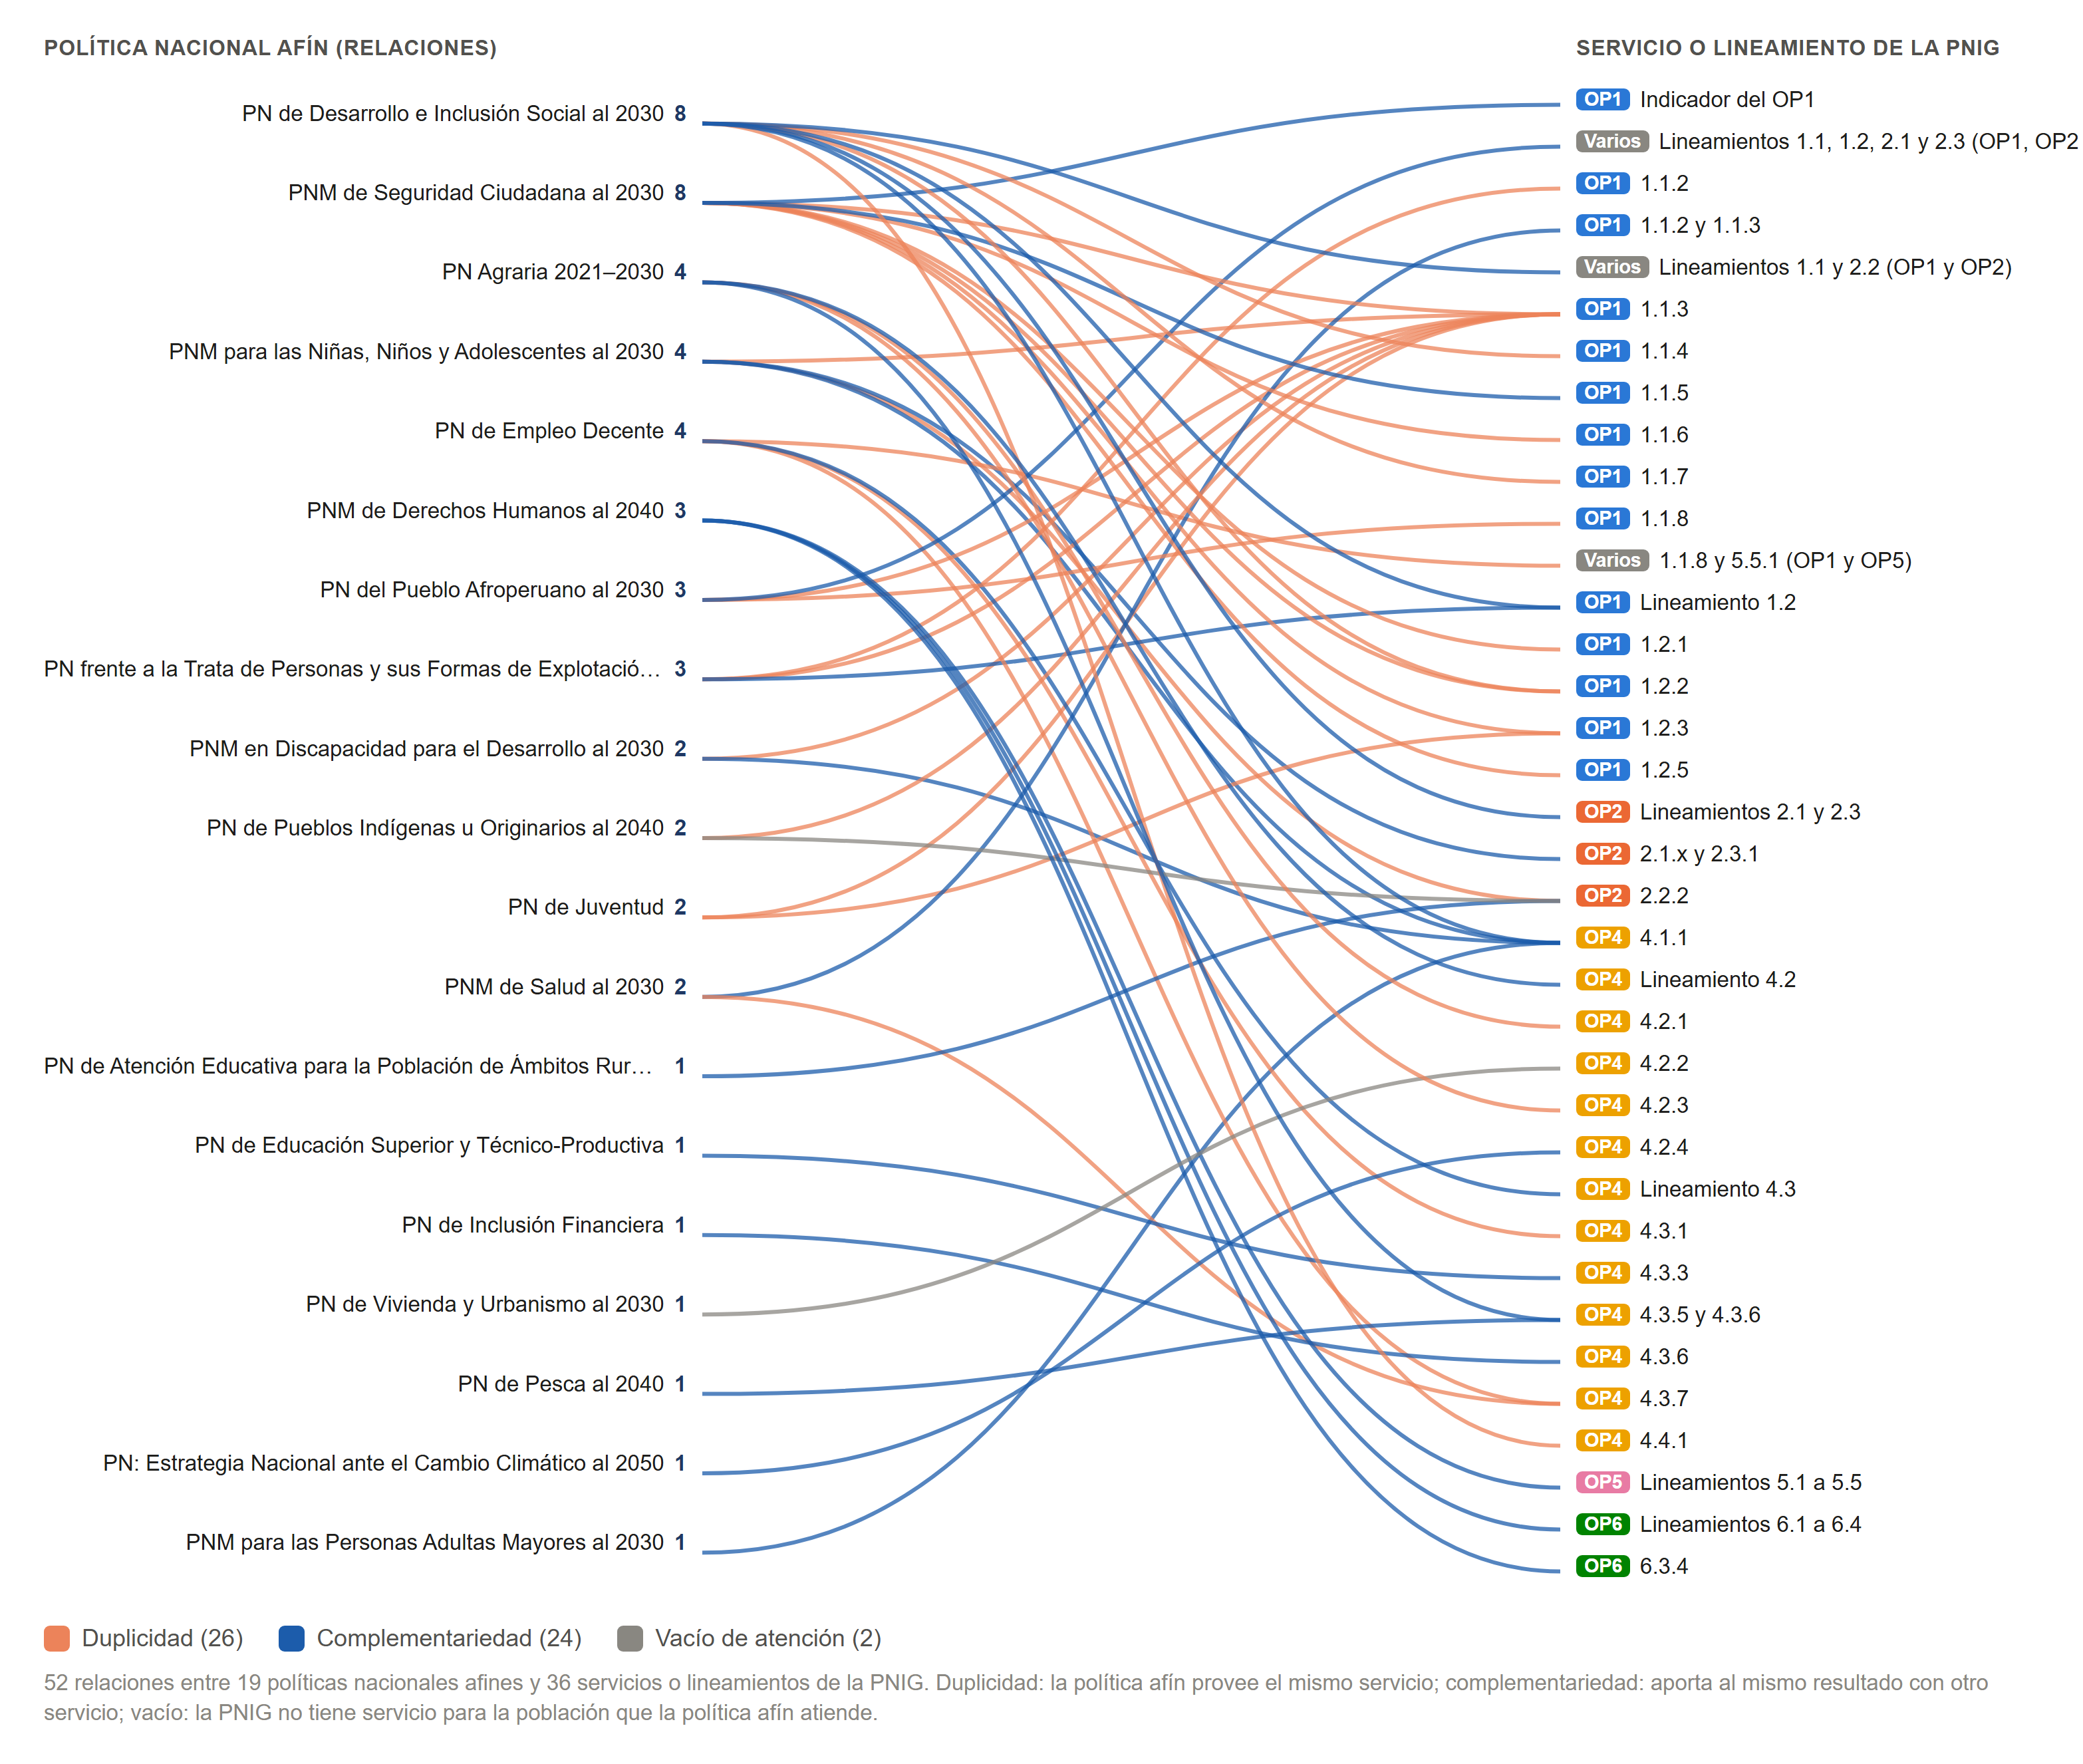 POLÍTICA NACIONAL AFÍN (RELACIONES)
SERVICIO O LINEAMIENTO DE LA PNIG
PN de Desarrollo e Inclusión Social al 2030 8
PNM de Seguridad Ciudadana al 2030 8
PN Agraria 2021–2030 4
PNM para las Niñas, Niños y Adolescentes al 2030 4
PN de Empleo Decente 4
PNM de Derechos Humanos al 2040 3
PN del Pueblo Afroperuano al 2030 3
PN frente a la Trata de Personas y sus Formas de Explotació… 3
PNM en Discapacidad para el Desarrollo al 2030 2
PN de Pueblos Indígenas u Originarios al 2040 2
PN de Juventud 2
PNM de Salud al 2030 2
PN de Atención Educativa para la Población de Ámbitos Rur… 1
PN de Educación Superior y Técnico-Productiva 1
PN de Inclusión Financiera 1
PN de Vivienda y Urbanismo al 2030 1
PN de Pesca al 2040 1
PN: Estrategia Nacional ante el Cambio Climático al 2050 1
PNM para las Personas Adultas Mayores al 2030 1
OP1 Indicador del OP1
Varios Lineamientos 1.1, 1.2, 2.1 y 2.3 (OP1, OP2
OP1 1.1.2
OP1 1.1.2 y 1.1.3
Varios Lineamientos 1.1 y 2.2 (OP1 y OP2)
OP1 1.1.3
OP1 1.1.4
OP1 1.1.5
OP1 1.1.6
OP1 1.1.7
OP1 1.1.8
Varios 1.1.8 y 5.5.1 (OP1 y OP5)
OP1 Lineamiento 1.2
OP1 1.2.1
OP1 1.2.2
OP1 1.2.3
OP1 1.2.5
OP2 Lineamientos 2.1 y 2.3
OP2 2.1.x y 2.3.1
OP2 2.2.2
OP4 4.1.1
OP4 Lineamiento 4.2
OP4 4.2.1
OP4 4.2.2
OP4 4.2.3
OP4 4.2.4
OP4 Lineamiento 4.3
OP4 4.3.1
OP4 4.3.3
OP4 4.3.5 y 4.3.6
OP4 4.3.6
OP4 4.3.7
OP4 4.4.1
OP5 Lineamientos 5.1 a 5.5
OP6 Lineamientos 6.1 a 6.4
OP6 6.3.4
Duplicidad (26) Complementariedad (24) Vacío de atención (2)
52 relaciones entre 19 políticas nacionales afines y 36 servicios o lineamientos de la PNIG. Duplicidad: la política afín provee el mismo servicio; complementariedad: aporta al mismo resultado con otro
servicio; vacío: la PNIG no tiene servicio para la población que la política afín atiende.